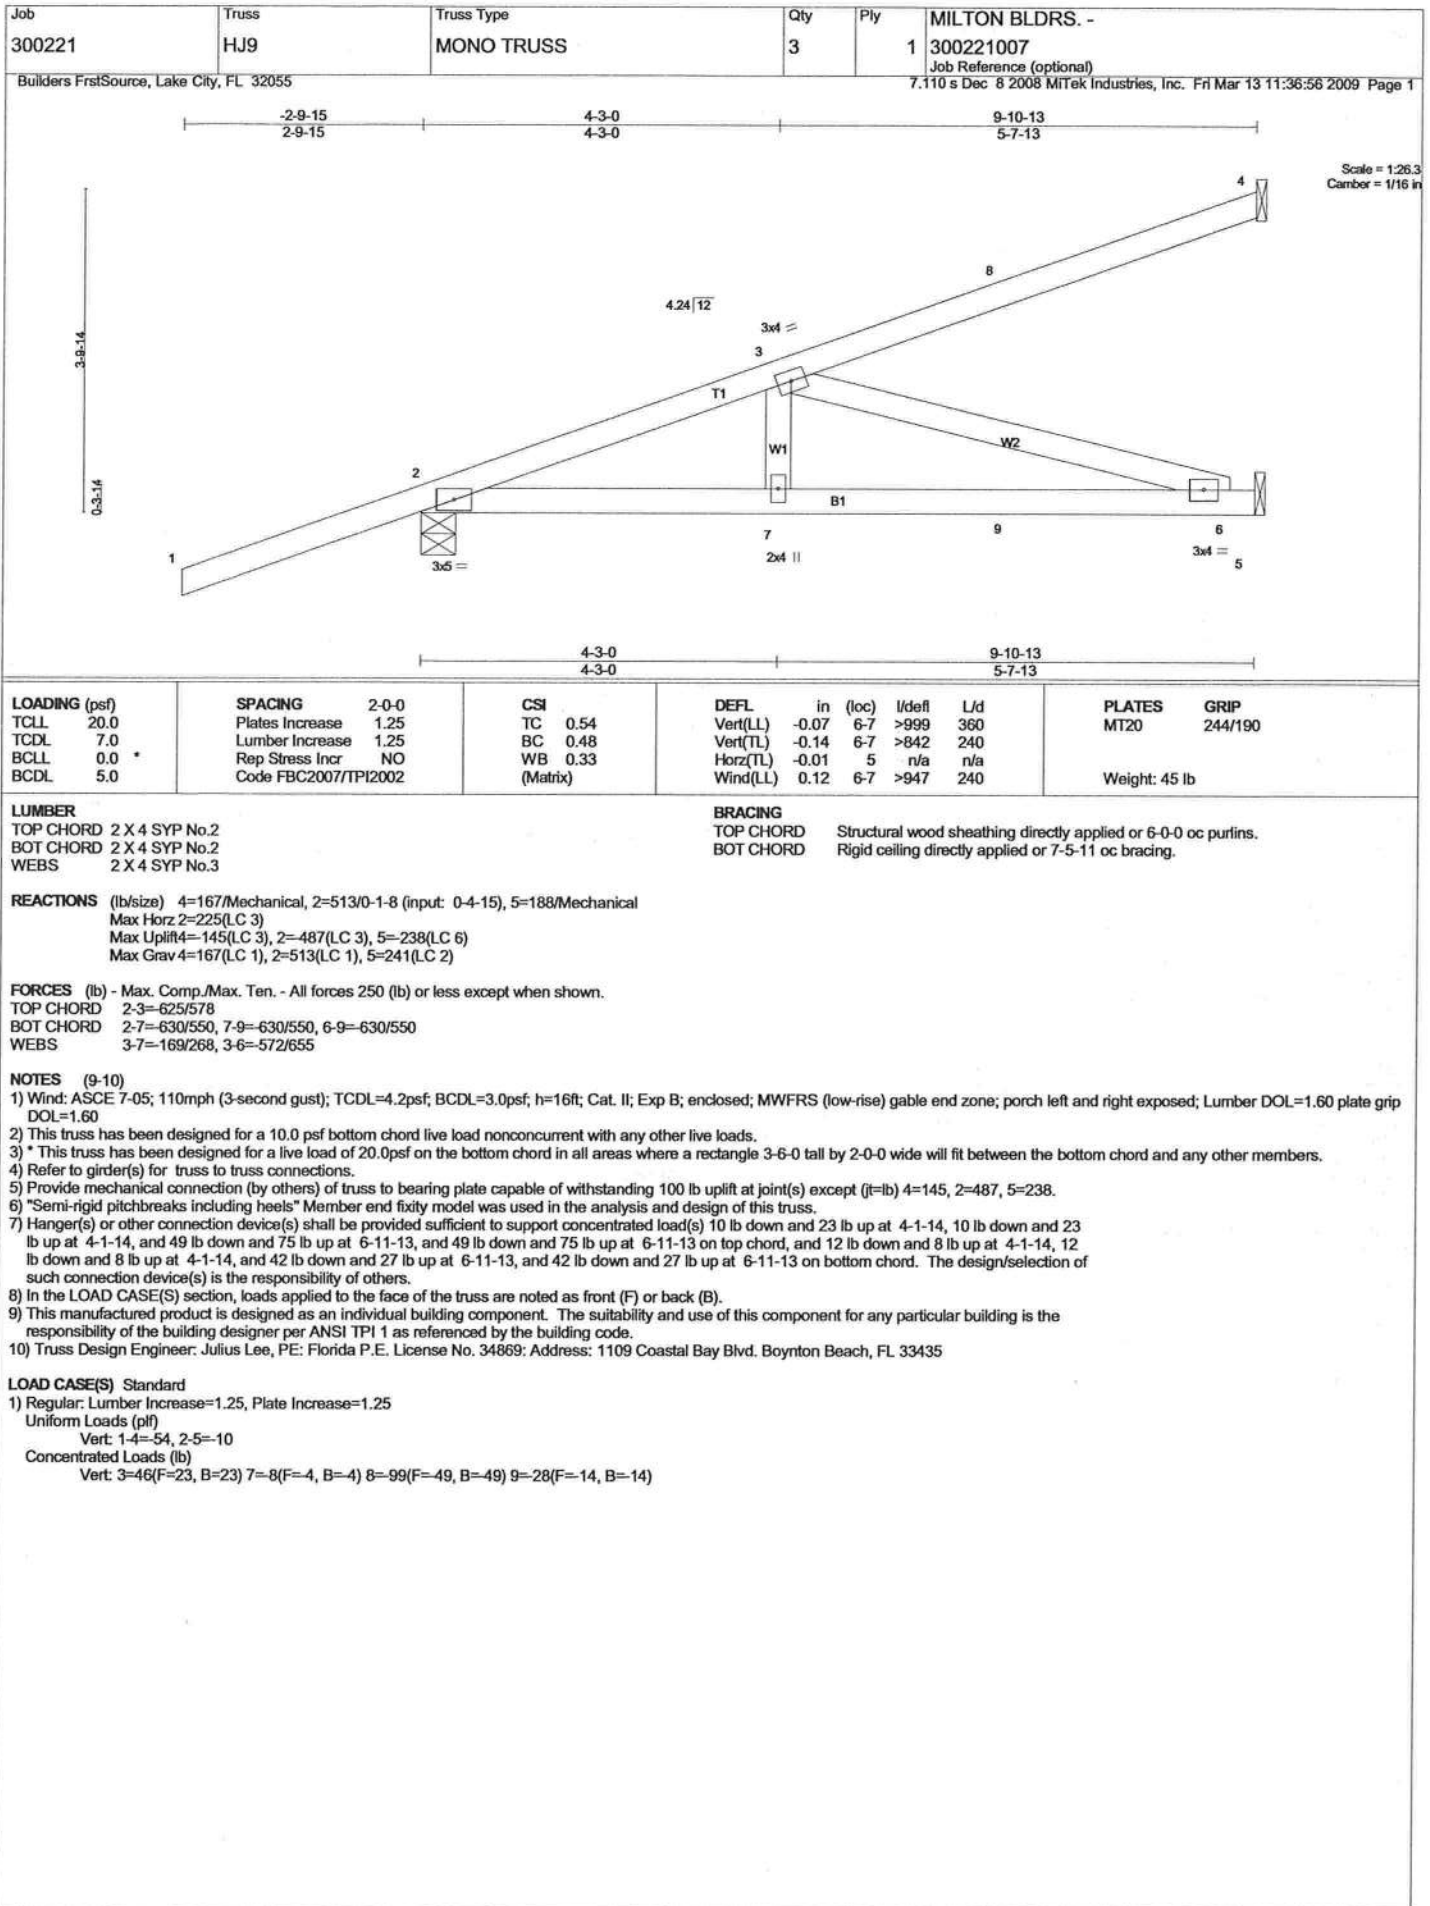 Job Truss Truss Type Qty Ply MILTON BLDRS. -
300221 HJ9 MONO TRUSS 3 1 300221007
Job Reference (optional)
Builders FrstSource, Lake City, FL 32055 7.110 s Dec 8 2008 MiTek Industries, Inc. Fri Mar 13 11:36:56 2009 Page 1
-2-9-15 4-3-0 9-10-13
2-9-15 4-3-0 5-7-13
Scale = 1:26.3
Camber = 1/16 in
4
8
4.24 12
3x4 =
3
3-9-14
T1
W1
W2
2
0-3-14
B1
1
3x5 =
7
2x4 ||
9
6
3x4 =
5
4-3-0 9-10-13
4-3-0 5-7-13
LOADING (psf) SPACING 2-0-0 CSI DEFL in (loc) l/defl L/d PLATES GRIP
TCLL 20.0 Plates Increase 1.25 TC 0.54 Vert(LL) -0.07 6-7 >999 360 MT20 244/190
TCDL 7.0 Lumber Increase 1.25 BC 0.48 Vert(TL) -0.14 6-7 >842 240
BCLL 0.0 * Rep Stress Incr NO WB 0.33 Horz(TL) -0.01 5 n/a n/a
BCDL 5.0 Code FBC2007/TPI2002 (Matrix) Wind(LL) 0.12 6-7 >947 240 Weight: 45 lb
LUMBER BRACING
TOP CHORD 2 X 4 SYP No.2 TOP CHORD Structural wood sheathing directly applied or 6-0-0 oc purlins.
BOT CHORD 2 X 4 SYP No.2 BOT CHORD Rigid ceiling directly applied or 7-5-11 oc bracing.
WEBS 2 X 4 SYP No.3
REACTIONS (lb/size) 4=167/Mechanical, 2=513/0-1-8 (input: 0-4-15), 5=188/Mechanical
Max Horz 2=225(LC 3)
Max Uplift4=-145(LC 3), 2=-487(LC 3), 5=-238(LC 6)
Max Grav 4=167(LC 1), 2=513(LC 1), 5=241(LC 2)
FORCES (lb) - Max. Comp./Max. Ten. - All forces 250 (lb) or less except when shown.
TOP CHORD 2-3=-625/578
BOT CHORD 2-7=-630/550, 7-9=-630/550, 6-9=-630/550
WEBS 3-7=-169/268, 3-6=-572/655
NOTES (9-10)
1) Wind: ASCE 7-05; 110mph (3-second gust); TCDL=4.2psf; BCDL=3.0psf; h=16ft; Cat. II; Exp B; enclosed; MWFRS (low-rise) gable end zone; porch left and right exposed; Lumber DOL=1.60 plate grip
DOL=1.60
2) This truss has been designed for a 10.0 psf bottom chord live load nonconcurrent with any other live loads.
3) * This truss has been designed for a live load of 20.0psf on the bottom chord in all areas where a rectangle 3-6-0 tall by 2-0-0 wide will fit between the bottom chord and any other members.
4) Refer to girder(s) for truss to truss connections.
5) Provide mechanical connection (by others) of truss to bearing plate capable of withstanding 100 lb uplift at joint(s) except (jt=lb) 4=145, 2=487, 5=238.
6) "Semi-rigid pitchbreaks including heels" Member end fixity model was used in the analysis and design of this truss.
7) Hanger(s) or other connection device(s) shall be provided sufficient to support concentrated load(s) 10 lb down and 23 lb up at 4-1-14, 10 lb down and 23
lb up at 4-1-14, and 49 lb down and 75 lb up at 6-11-13, and 49 lb down and 75 lb up at 6-11-13 on top chord, and 12 lb down and 8 lb up at 4-1-14, 12
lb down and 8 lb up at 4-1-14, and 42 lb down and 27 lb up at 6-11-13, and 42 lb down and 27 lb up at 6-11-13 on bottom chord. The design/selection of
such connection device(s) is the responsibility of others.
8) In the LOAD CASE(S) section, loads applied to the face of the truss are noted as front (F) or back (B).
9) This manufactured product is designed as an individual building component. The suitability and use of this component for any particular building is the
responsibility of the building designer per ANSI TPI 1 as referenced by the building code.
10) Truss Design Engineer: Julius Lee, PE: Florida P.E. License No. 34869: Address: 1109 Coastal Bay Blvd. Boynton Beach, FL 33435
LOAD CASE(S) Standard
1) Regular: Lumber Increase=1.25, Plate Increase=1.25
Uniform Loads (plf)
Vert: 1-4=-54, 2-5=-10
Concentrated Loads (lb)
Vert: 3=46(F=23, B=23) 7=-8(F=-4, B=-4) 8=-99(F=-49, B=-49) 9=-28(F=-14, B=-14)